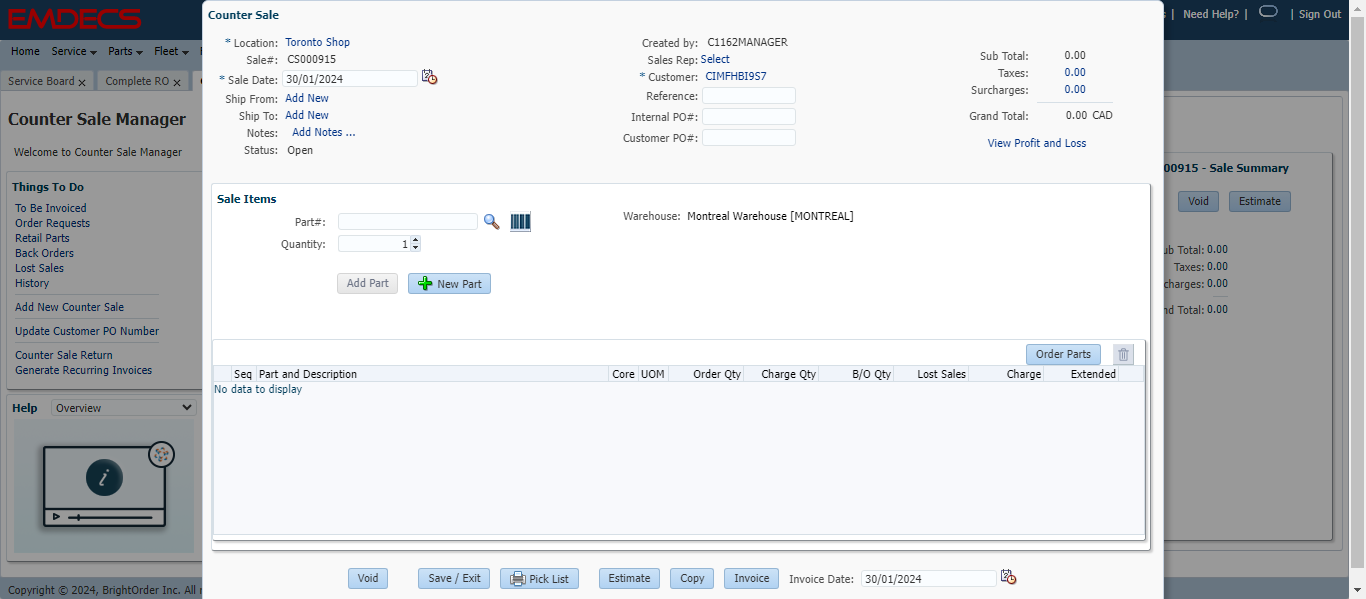 EMDECS
Need Help? |
| Sign Out
Home Service Parts Fleet
Service Board x Complete RO x
Counter Sale Manager
Welcome to Counter Sale Manager
Things To Do
To Be Invoiced
Order Requests
Retail Parts
Back Orders
Lost Sales
History
Add New Counter Sale
Update Customer PO Number
Counter Sale Return
Generate Recurring Invoices
Help Overview
i
Copyright © 2024, BrightOrder Inc. All
Counter Sale
* Location: Toronto Shop
Sale#: CS000915
* Sale Date: 30/01/2024
Ship From: Add New
Ship To: Add New
Notes: Add Notes ...
Status: Open
Created by: C1162MANAGER
Sales Rep: Select
* Customer: CIMFHBI9S7
Reference:
Internal PO#:
Customer PO#:
Sub Total: 0.00
Taxes: 0.00
Surcharges: 0.00
Grand Total: 0.00 CAD
View Profit and Loss
Sale Items
Part#:
Quantity: 1
Warehouse: Montreal Warehouse [MONTREAL]
Add Part New Part
Order Parts
Seq Part and Description Core UOM Order Qty Charge Qty B/O Qty Lost Sales Charge Extended
No data to display
Void Save / Exit Pick List Estimate Copy Invoice Invoice Date: 30/01/2024
00915 - Sale Summary
Void Estimate
ub Total: 0.00
Taxes: 0.00
charges: 0.00
nd Total: 0.00